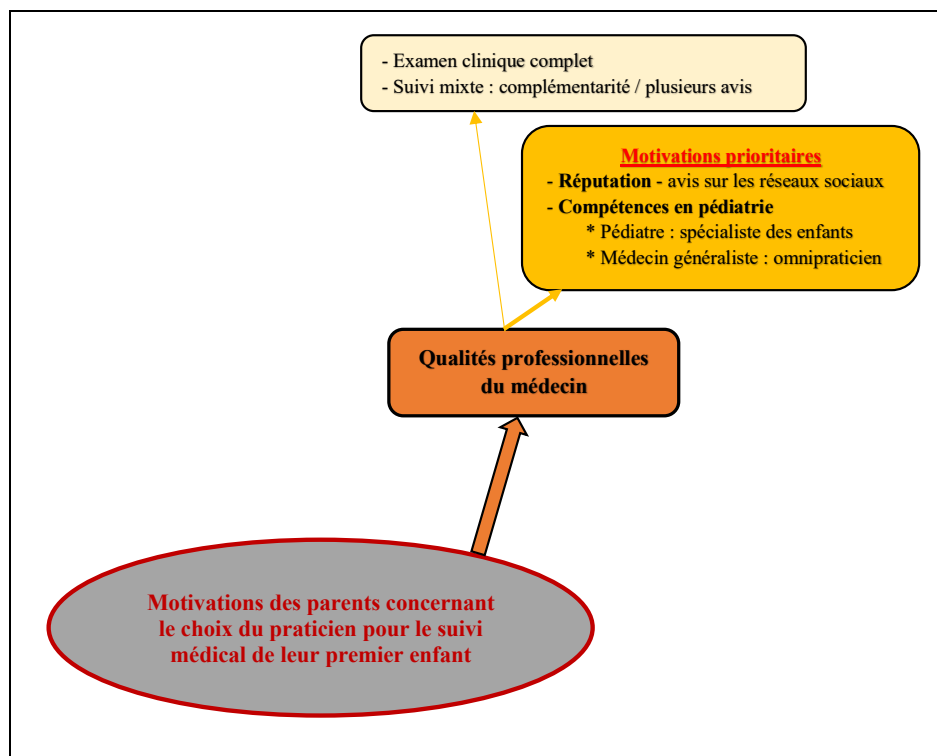 - Examen clinique complet
- Suivi mixte : complémentarité / plusieurs avis
Motivations prioritaires
- Réputation - avis sur les réseaux sociaux
- Compétences en pédiatrie
* Pédiatre : spécialiste des enfants
* Médecin généraliste : omnipraticien
Qualités professionnelles
du médecin
Motivations des parents concernant
le choix du praticien pour le suivi
médical de leur premier enfant